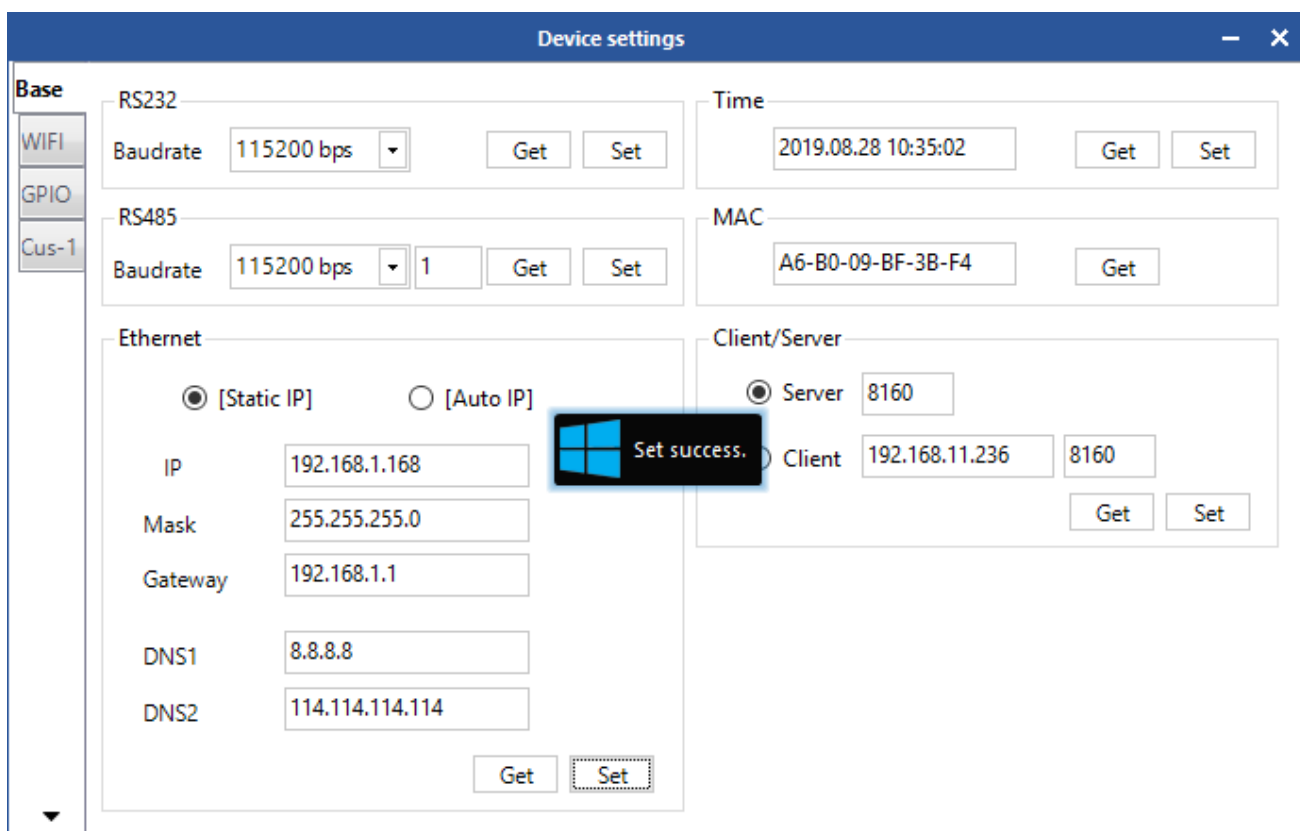 Device settings
Base
WIFI
GPIO
Cus-1
RS232
Baudrate 115200 bps Get Set
Time
2019.08.28 10:35:02 Get Set
RS485
Baudrate 115200 bps 1 Get Set
MAC
A6-B0-09-BF-3B-F4 Get
Ethernet
[Static IP] [Auto IP]
IP 192.168.1.168
Mask 255.255.255.0
Gateway 192.168.1.1
DNS1 8.8.8.8
DNS2 114.114.114.114
Get Set
Set success.
Client/Server
Server 8160
Client 192.168.11.236 8160
Get Set